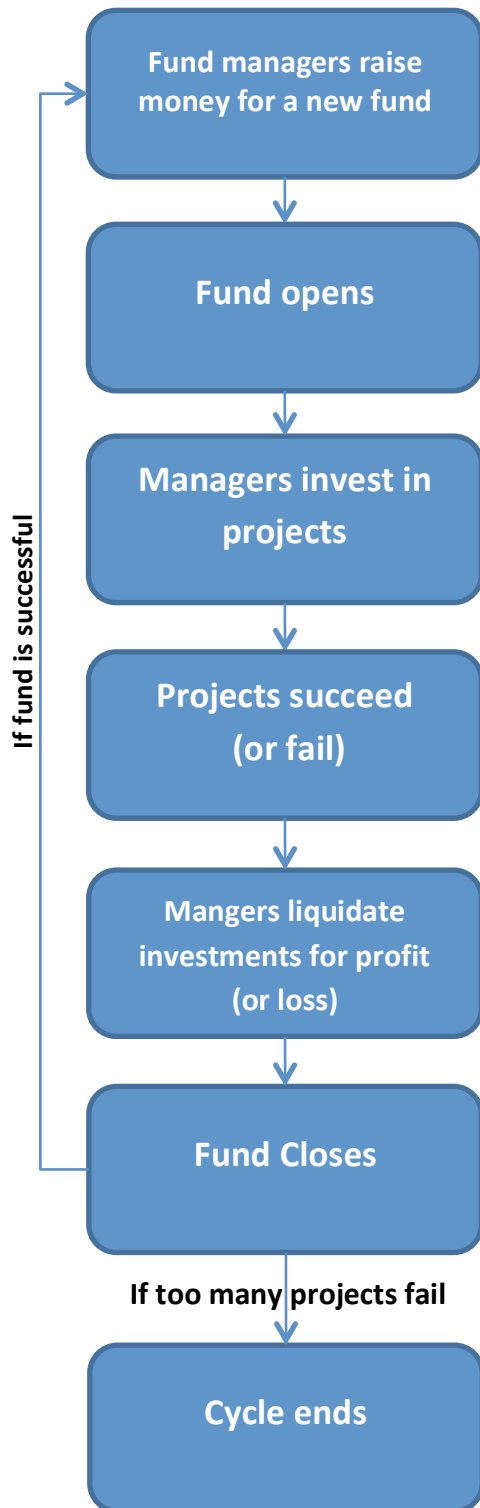 Fund managers raise
money for a new fund
Fund opens
Managers invest in
projects
Projects succeed
(or fail)
Mangers liquidate
investments for profit
(or loss)
Fund Closes
If fund is successful
If too many projects fail
Cycle ends